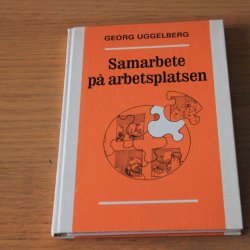 GEORG UGGELBERG
Samarbete
på arbetsplatsen